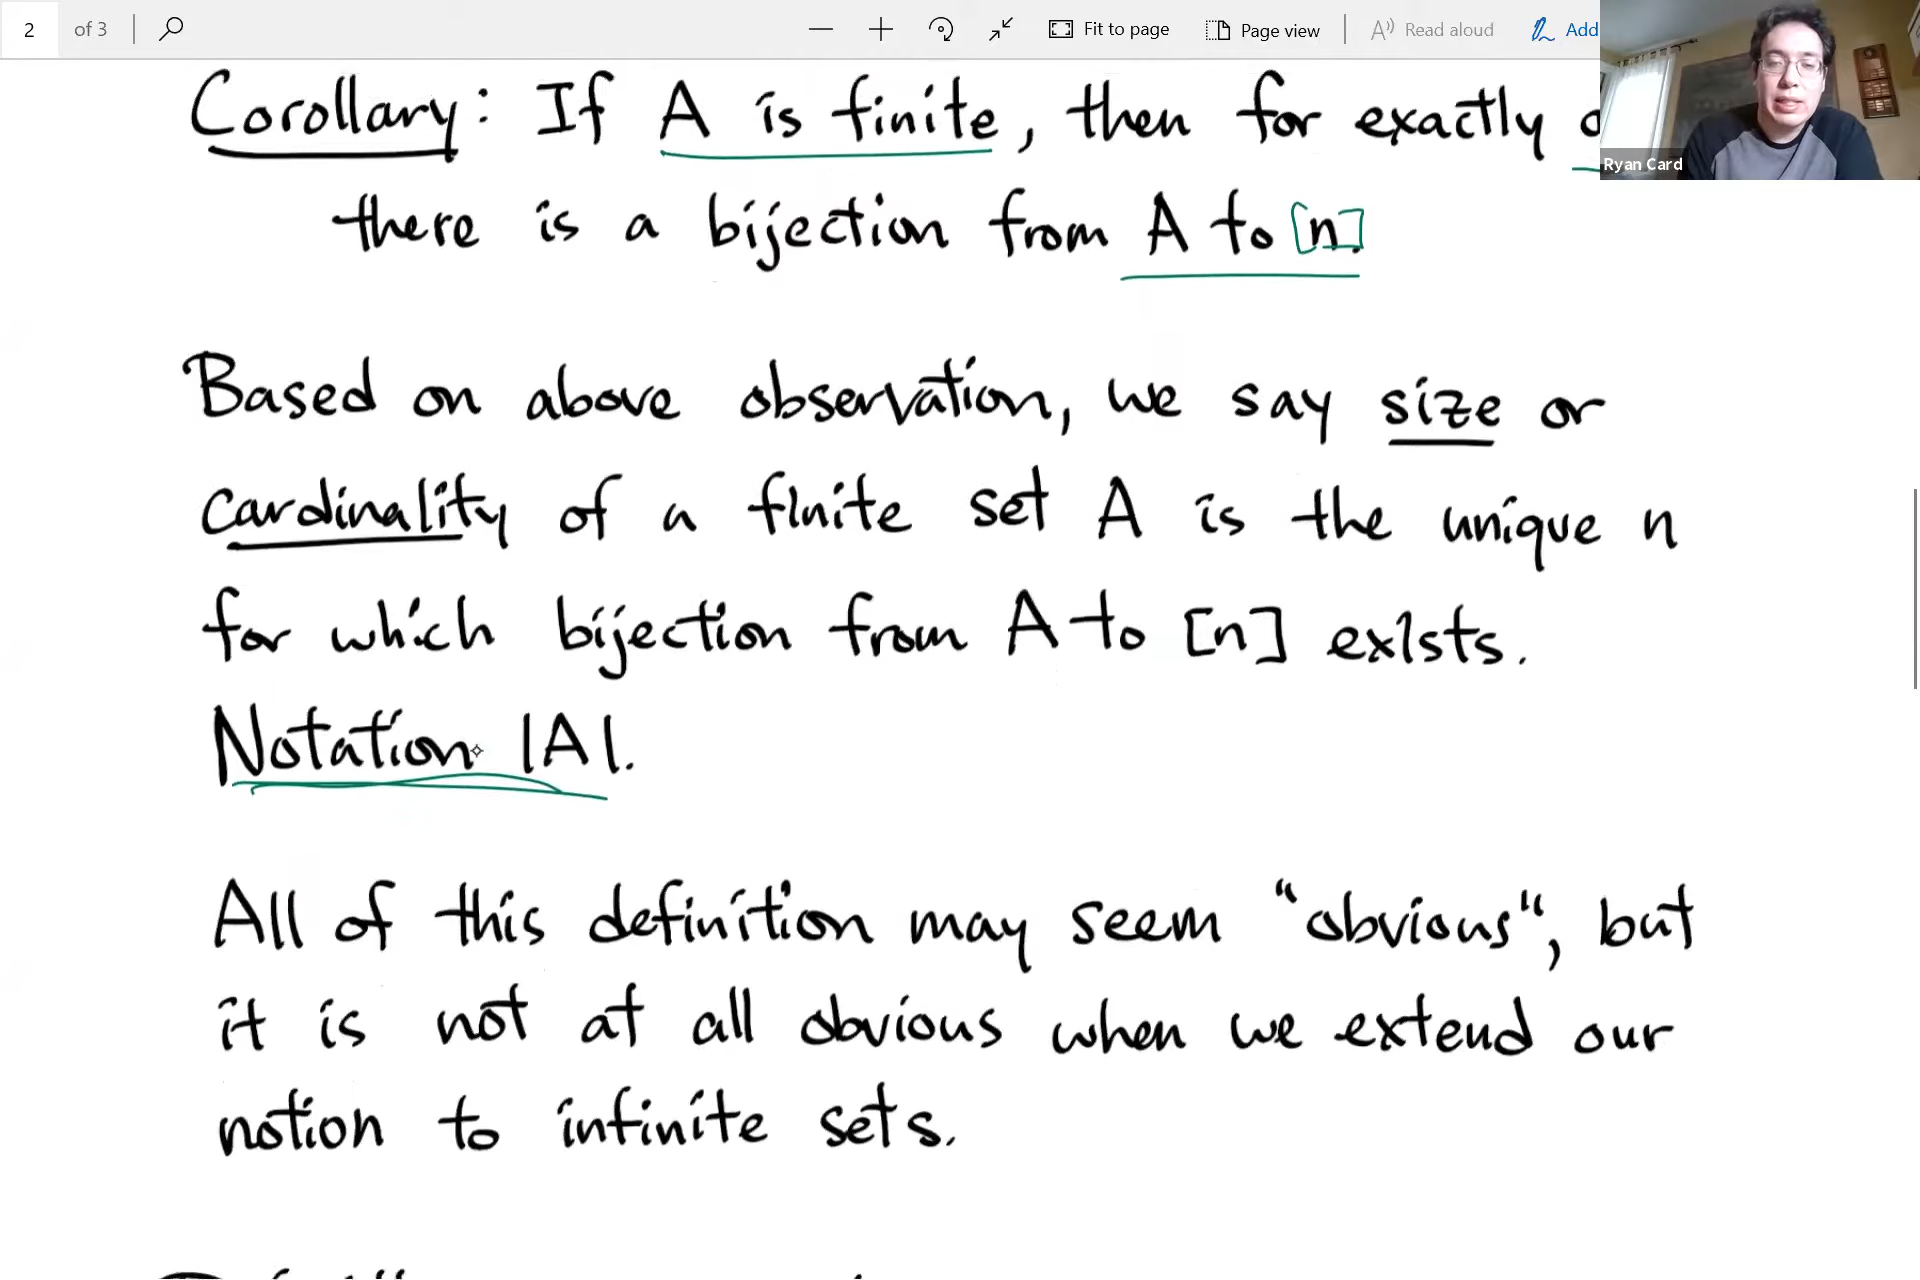 2 of 3 Fit to page Page view Read aloud Add
Ryan Card
Corollary: If A is finite, then for exactly
there is a bijection from A to [n]
Based on above observation, we say size or
cardinality of a finite set A is the unique n
for which bijection from A to [n] exists.
Notation |A|.
All of this definition may seem "obvious", but
it is not at all obvious when we extend our
notion to infinite sets.